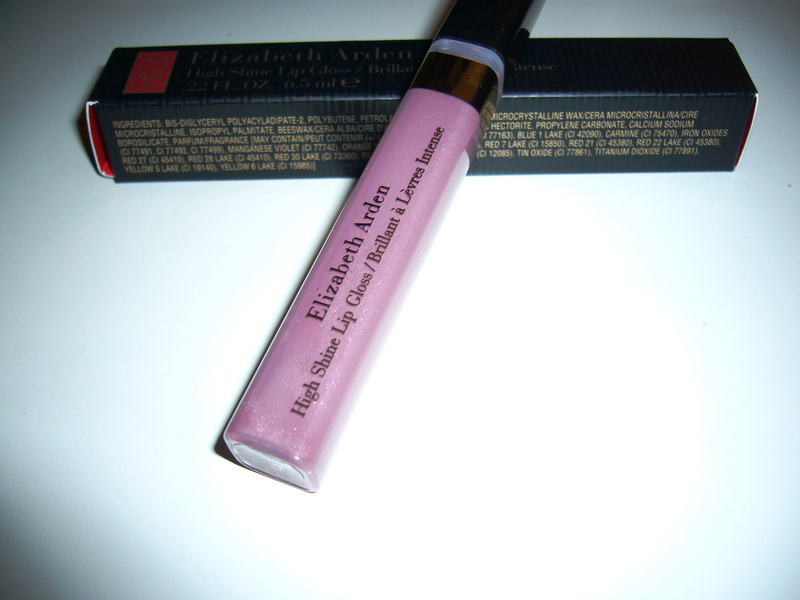 Elizabeth Arden
High Shine Lip Gloss / Brillant Intense
.22 FL.OZ. 6.5 ml e
INGREDIENTS: BIS-DIGLYCERYL POLYACYLADIPATE-2, POLYBUTENE, MICROCRYSTALLINE WAX/CERA MICROCRISTALLINA/CIRE
MICROCRISTALLINE, ISOPROPYL PALMITATE, BEESWAX/CERA ALBA/CIRE HECTORITE, PROPYLENE CARBONATE, CALCIUM SODIUM
BOROSILICATE, PARFUM/FRAGRANCE [MAY CONTAIN/PEUT CONTENIR 77163), BLUE 1 LAKE (CI 42090), CARMINE (CI 75470), IRON OXIDES
(CI 77491, CI 77492, CI 77499), MANGANESE VIOLET (CI 77742), RED 7 LAKE (CI 15850), RED 21 (CI 45380), RED 22 LAKE (CI 45380),
RED 27 (CI 45410), RED 28 LAKE (CI 45410), RED 30 LAKE (CI 73360), (CI 12085), TIN OXIDE (CI 77861), TITANIUM DIOXIDE (CI 77891),
YELLOW 5 LAKE (CI 19140), YELLOW 6 LAKE (CI 15985)]
Elizabeth Arden
High Shine Lip Gloss / Brillant à Lèvres Intense